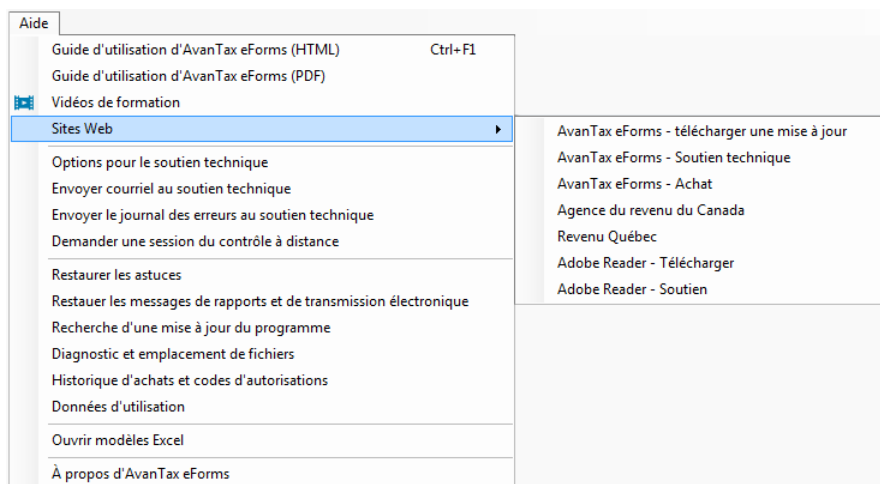 Aide
Guide d'utilisation d'AvanTax eForms (HTML) Ctrl+F1
Guide d'utilisation d'AvanTax eForms (PDF)
Vidéos de formation
Sites Web
Options pour le soutien technique
Envoyer courriel au soutien technique
Envoyer le journal des erreurs au soutien technique
Demander une session du contrôle à distance
Restaurer les astuces
Restauer les messages de rapports et de transmission électronique
Recherche d'une mise à jour du programme
Diagnostic et emplacement de fichiers
Historique d'achats et codes d'autorisations
Données d'utilisation
Ouvrir modèles Excel
À propos d'AvanTax eForms
AvanTax eForms - télécharger une mise à jour
AvanTax eForms - Soutien technique
AvanTax eForms - Achat
Agence du revenu du Canada
Revenu Québec
Adobe Reader - Télécharger
Adobe Reader - Soutien